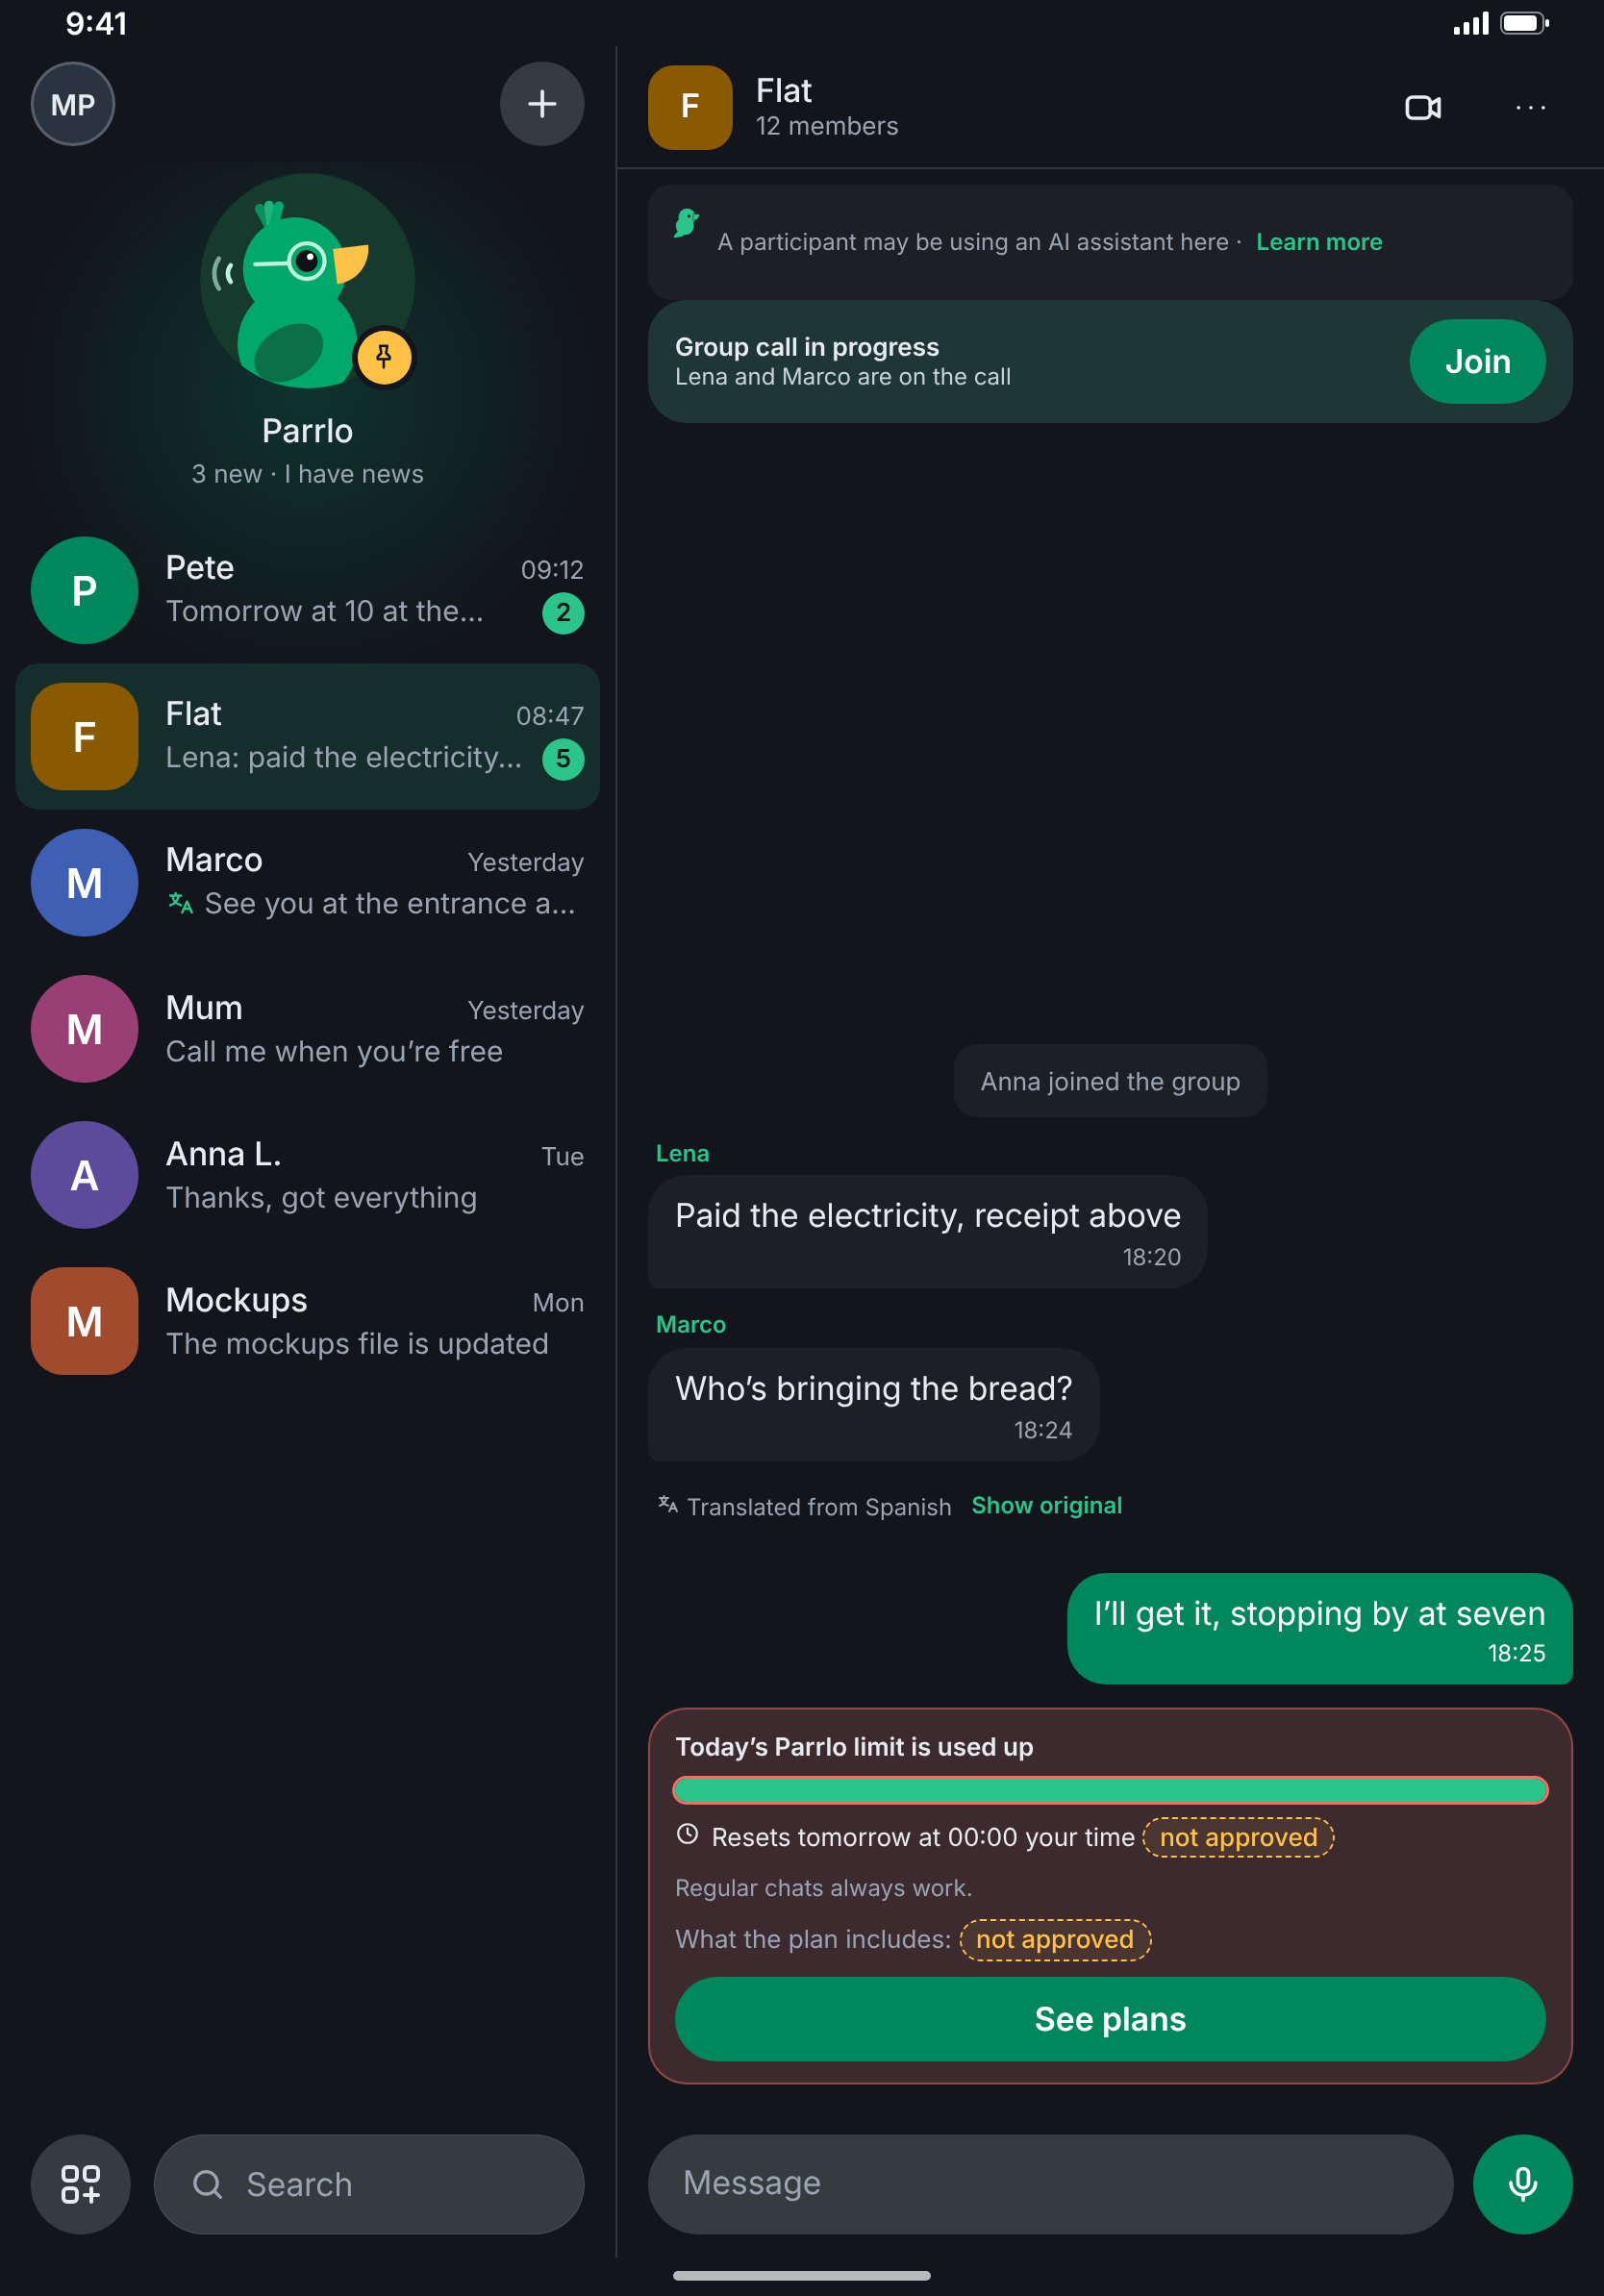 9:41
MP
Parrlo
3 new · I have news
P
Pete
09:12
Tomorrow at 10 at the...
2
F
Flat
08:47
Lena: paid the electricity...
5
M
Marco
Yesterday
See you at the entrance a...
M
Mum
Yesterday
Call me when you’re free
A
Anna L.
Tue
Thanks, got everything
M
Mockups
Mon
The mockups file is updated
Search
F
Flat
12 members
A participant may be using an AI assistant here · Learn more
Group call in progress
Lena and Marco are on the call
Join
Anna joined the group
Lena
Paid the electricity, receipt above
18:20
Marco
Who’s bringing the bread?
18:24
Translated from Spanish Show original
I’ll get it, stopping by at seven
18:25
Today’s Parrlo limit is used up
Resets tomorrow at 00:00 your time not approved
Regular chats always work.
What the plan includes: not approved
See plans
Message